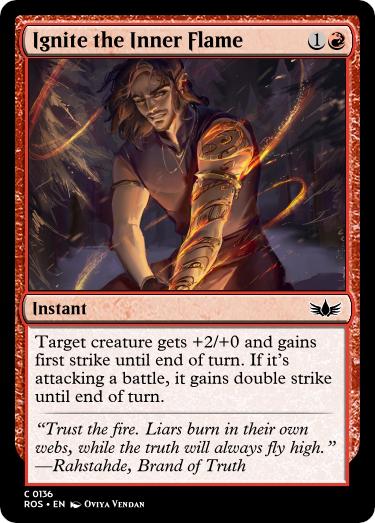 Ignite the Inner Flame 1
Instant
Target creature gets +2/+0 and gains
first strike until end of turn. If it's
attacking a battle, it gains double strike
until end of turn.
“Trust the fire. Liars burn in their own
webs, while the truth will always fly high.”
—Rahstahde, Brand of Truth
C 0136
ROS • EN Oviya Vendan